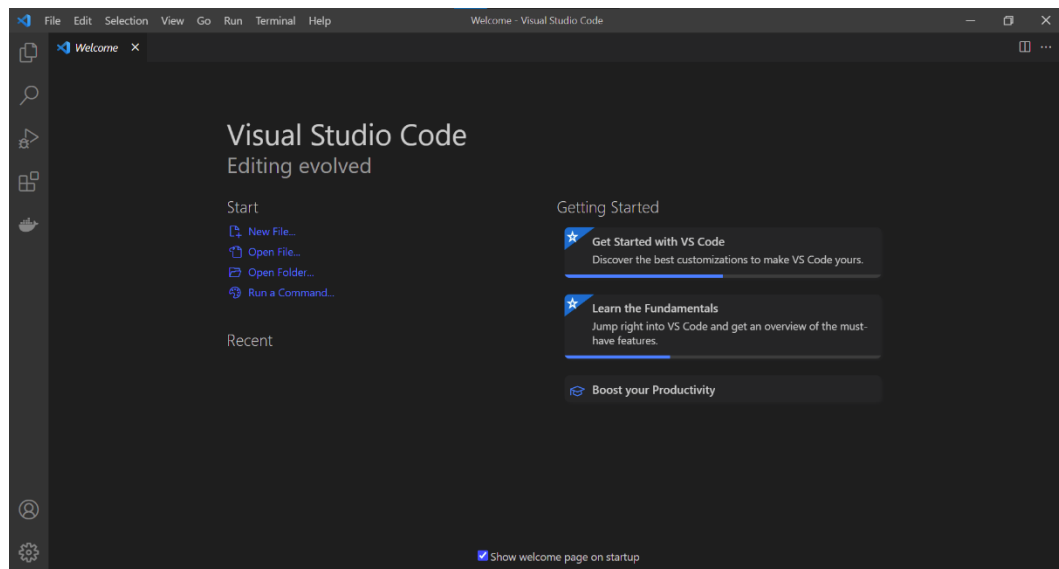 File Edit Selection View Go Run Terminal Help
Welcome - Visual Studio Code
Welcome
Visual Studio Code
Editing evolved
Start
New File...
Open File...
Open Folder...
Run a Command...
Recent
Getting Started
Get Started with VS Code
Discover the best customizations to make VS Code yours.
Learn the Fundamentals
Jump right into VS Code and get an overview of the must-
have features.
Boost your Productivity
Show welcome page on startup